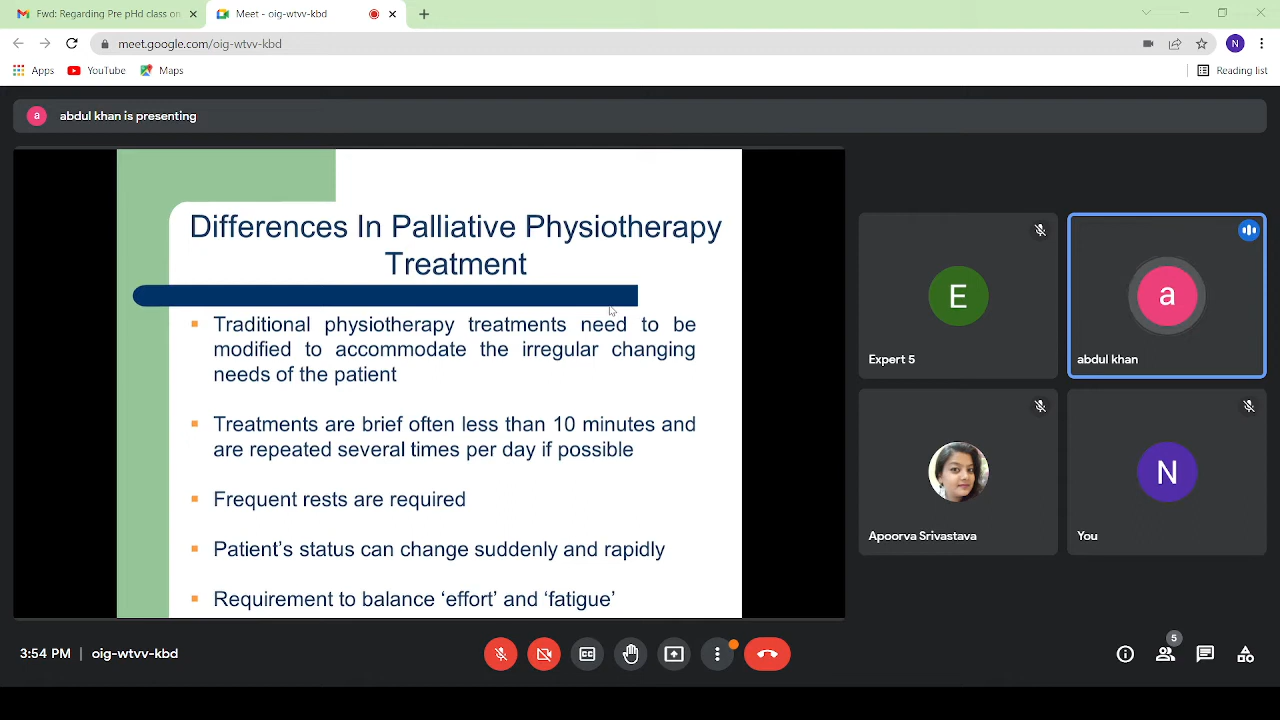 Fwd: Regarding Pre pHd class on
Meet - oig-wtvv-kbd
meet.google.com/oig-wtvv-kbd
N
Apps
YouTube
Maps
Reading list
a
abdul khan is presenting
Differences In Palliative Physiotherapy
Treatment
Traditional physiotherapy treatments need to be
modified to accommodate the irregular changing
needs of the patient
Treatments are brief often less than 10 minutes and
are repeated several times per day if possible
Frequent rests are required
Patient's status can change suddenly and rapidly
Requirement to balance 'effort' and 'fatigue'
E
Expert 5
a
abdul khan
Apoorva Srivastava
N
You
3:54 PM | oig-wtvv-kbd
CC
5